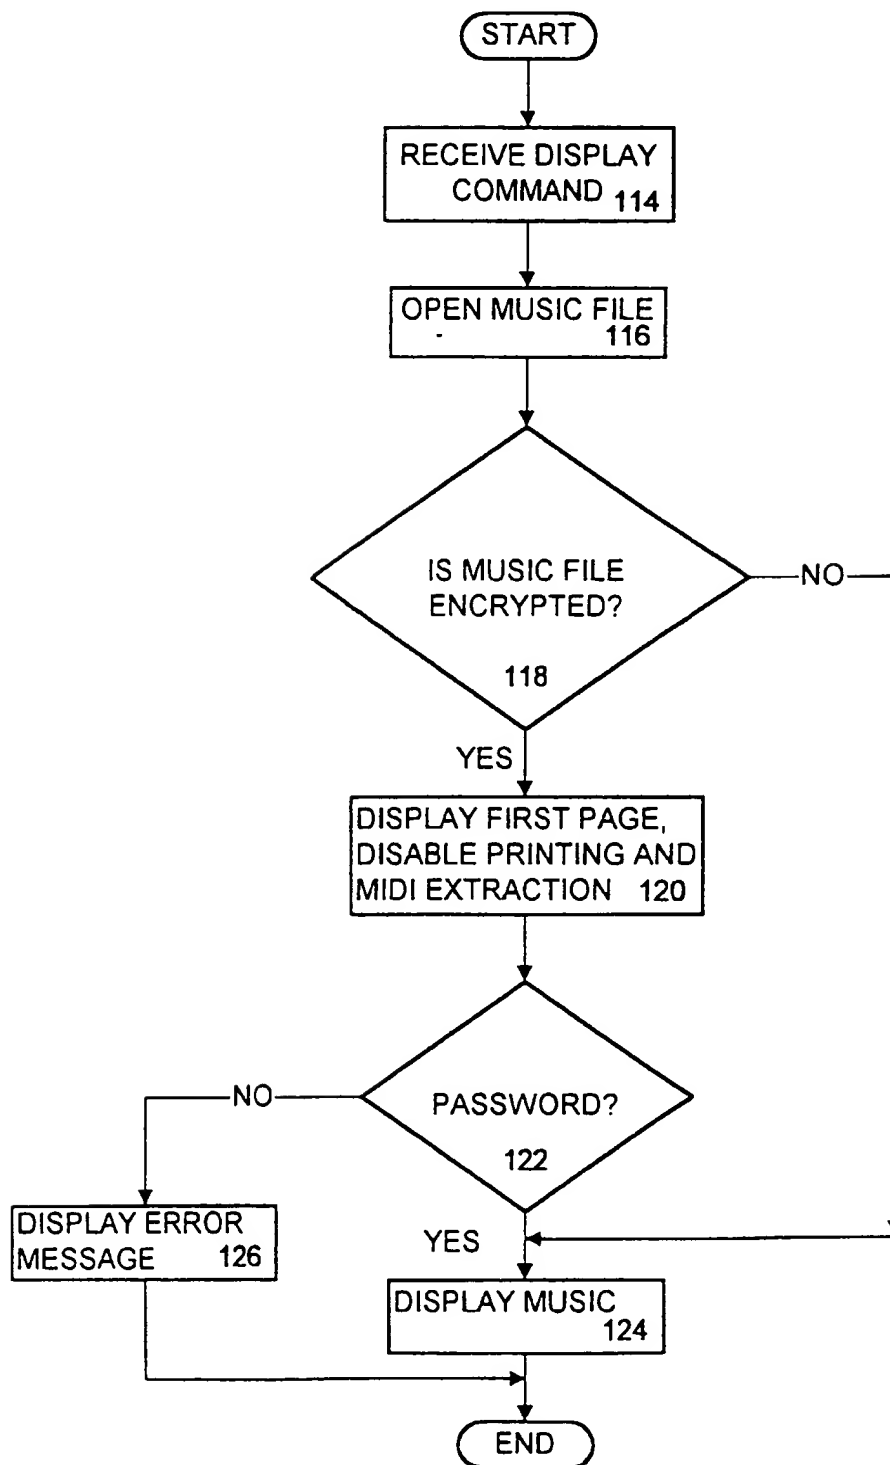 START
RECEIVE DISPLAY
COMMAND 114
OPEN MUSIC FILE
116
IS MUSIC FILE
ENCRYPTED?
118
NO
YES
DISPLAY FIRST PAGE,
DISABLE PRINTING AND
MIDI EXTRACTION 120
PASSWORD?
122
NO
DISPLAY ERROR
MESSAGE 126
YES
DISPLAY MUSIC
124
END